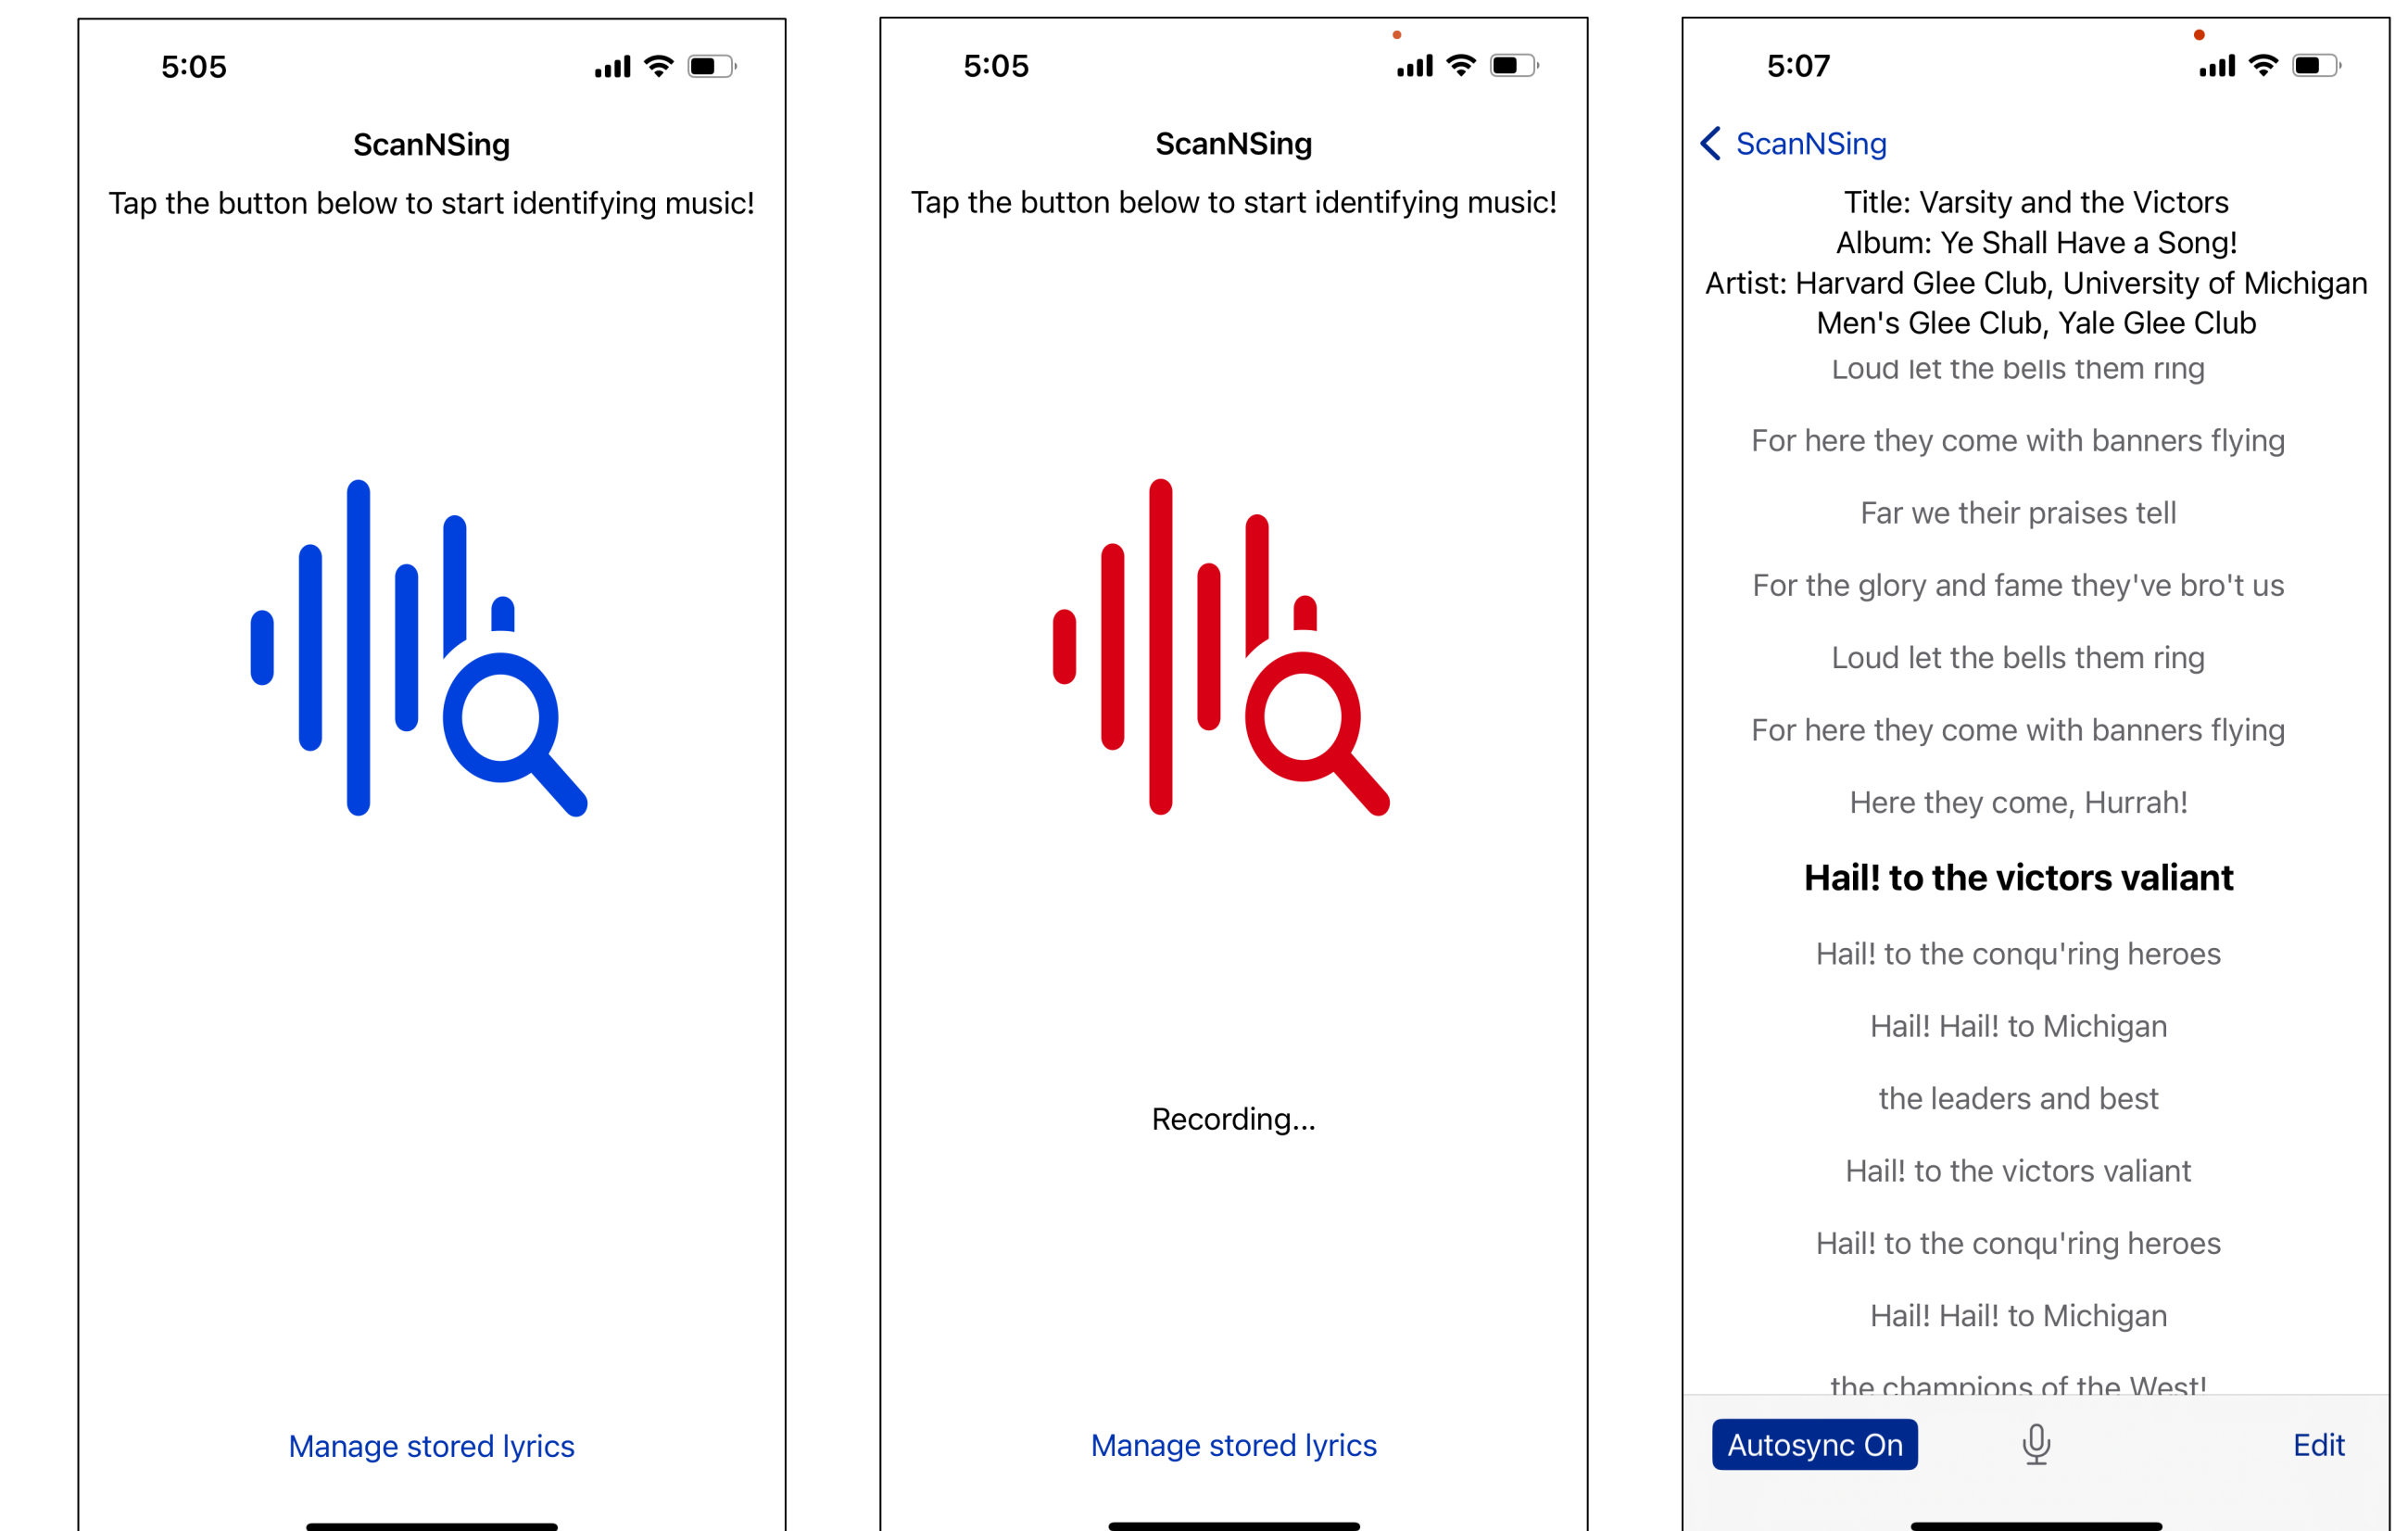 5:05
ScanNSing
Tap the button below to start identifying music!
Manage stored lyrics
5:05
ScanNSing
Tap the button below to start identifying music!
Recording...
Manage stored lyrics
5:07
ScanNSing
Title: Varsity and the Victors
Album: Ye Shall Have a Song!
Artist: Harvard Glee Club, University of Michigan
Men's Glee Club, Yale Glee Club
Loud let the bells them ring
For here they come with banners flying
Far we their praises tell
For the glory and fame they've bro't us
Loud let the bells them ring
For here they come with banners flying
Here they come, Hurrah!
Hail! to the victors valiant
Hail! to the conqu'ring heroes
Hail! Hail! to Michigan
the leaders and best
Hail! to the victors valiant
Hail! to the conqu'ring heroes
Hail! Hail! to Michigan
the champions of the West!
Autosync On
Edit